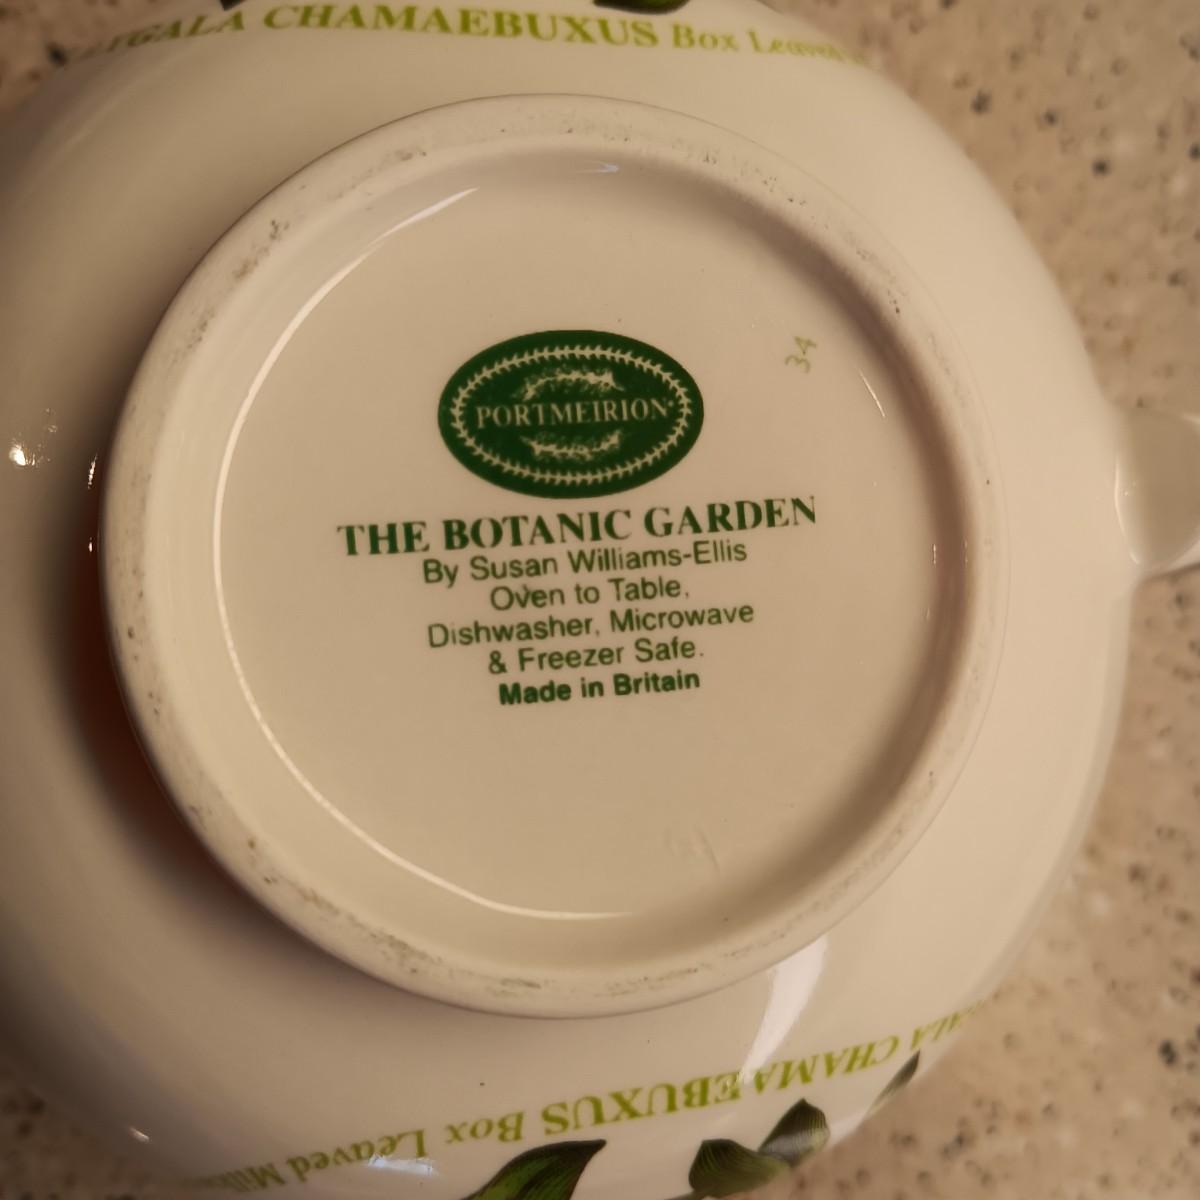 CHAMAEBUXUS Box Leaved
PORTMEIRION
34
THE BOTANIC GARDEN
By Susan Williams-Ellis
Oven to Table,
Dishwasher, Microwave
& Freezer Safe.
Made in Britain
CHAMAEBUXUS Box Leaved